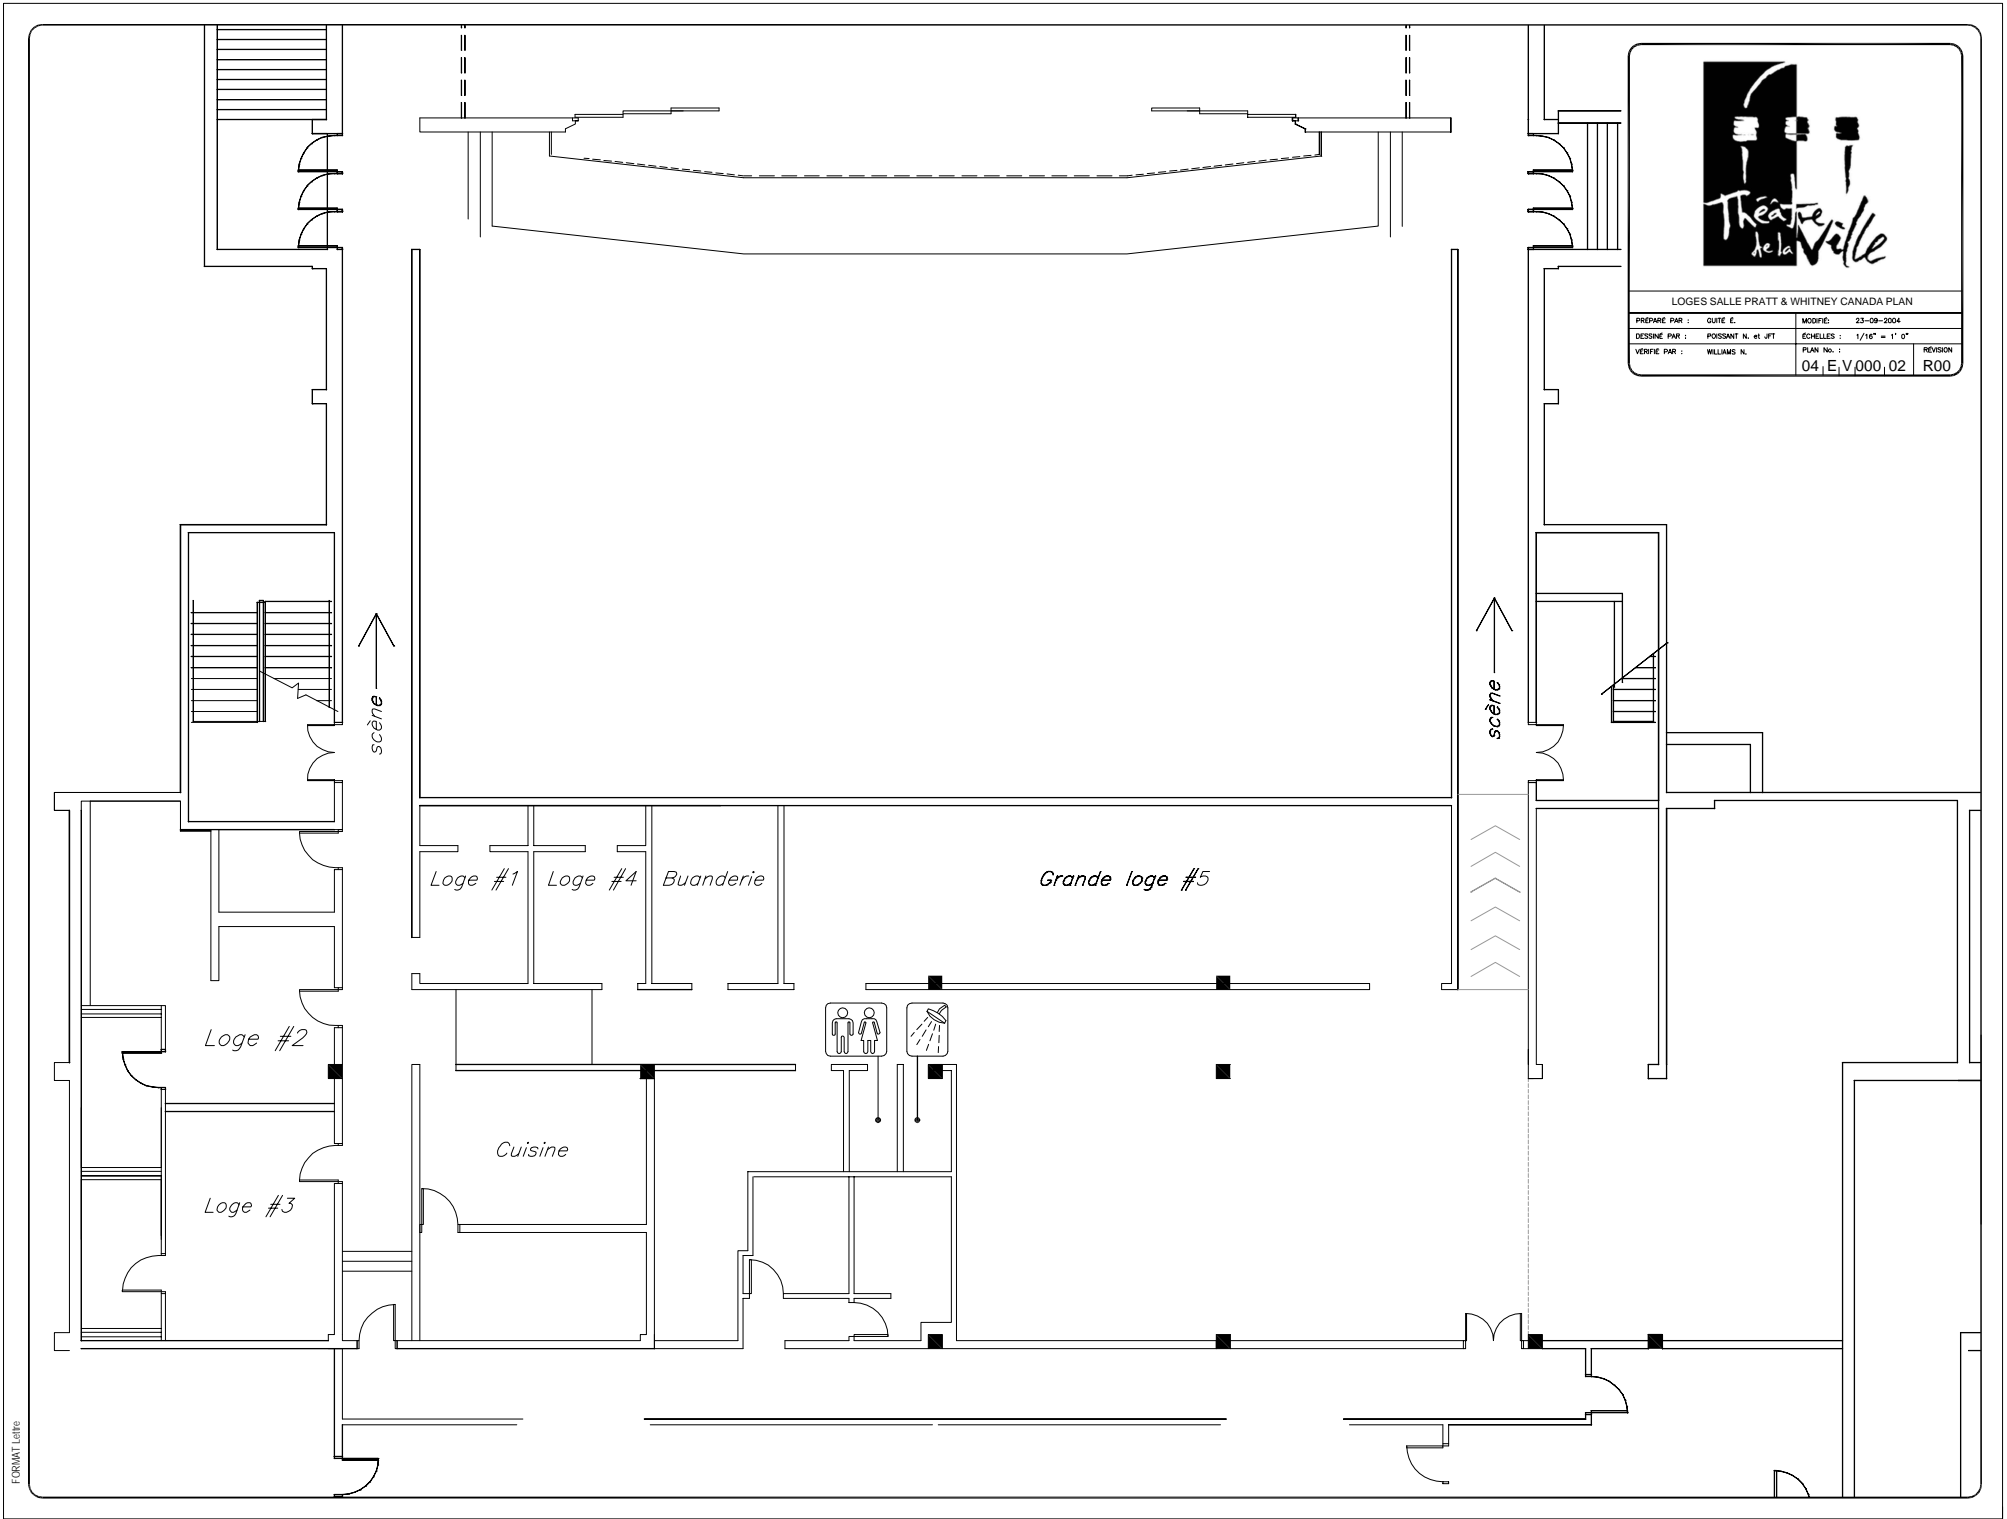 Théâtre
de la Ville
LOGES SALLE PRATT & WHITNEY CANADA PLAN
PRÉPARÉ PAR : GUITÉ É. MODIFIÉ: 23-09-2004
DESSINÉ PAR : POISSANT N. et JFT ÉCHELLES : 1/16" = 1' 0"
VÉRIFIÉ PAR : WILLIAMS N. PLAN No. : RÉVISION
04 E V 000 02 R00
scène
scène
Loge #1
Loge #4
Buanderie
Grande loge #5
Loge #2
Cuisine
Loge #3
FORMAT Lettre